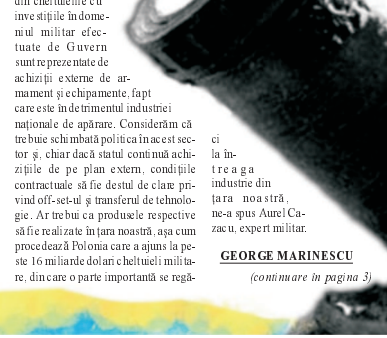 din cheltuielile cu
investițiile în dome-
niul militar efec-
tuate de Guvern
sunt reprezentate de
achiziții externe de ar-
mament și echipamente, fapt
care este în detrimentul industriei
naționale de apărare. Considerăm că
trebuie schimbată politica în acest sec-
tor și, chiar dacă statul continuă achi-
zițiile de pe plan extern, condițiile
contractuale să fie destul de clare pri-
vind off-set-ul și transferul de tehnolo-
gie. Ar trebui ca produsele respective
să fie realizate în țara noastră, așa cum
procedează Polonia care a ajuns la pe-
ste 16 miliarde dolari cheltuieli milita-
re, din care o parte importantă se regă-
ci
la în-
treaga
industrie din
țara noastră,
ne-a spus Aurel Ca-
zacu, expert militar.
GEORGE MARINESCU
(continuare în pagina 3)